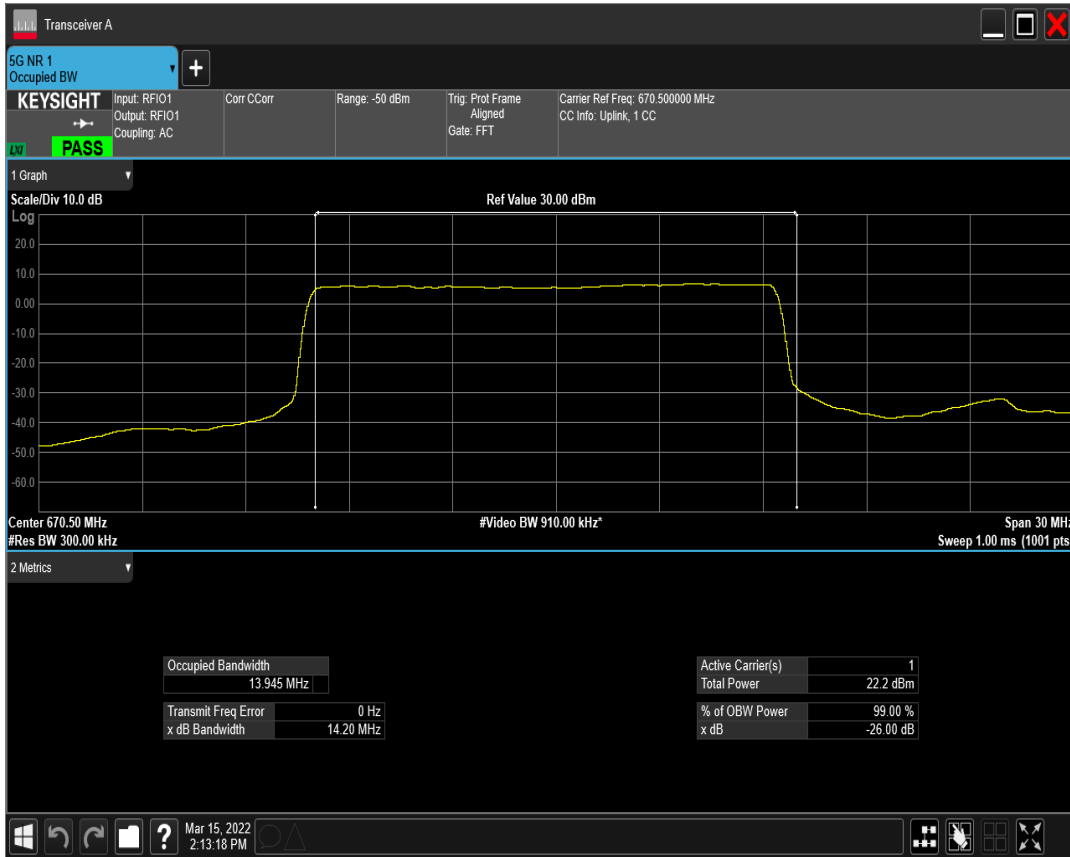 Transceiver A
5G NR 1
Occupied BW
KEYSIGHT
LXI
PASS
Input: RFIO1
Output: RFIO1
Coupling: AC
Corr CCorr
Range: -50 dBm
Trig: Prot Frame
Aligned
Gate: FFT
Carrier Ref Freq: 670.500000 MHz
CC Info: Uplink, 1 CC
1 Graph
Scale/Div 10.0 dB
Ref Value 30.00 dBm
Log
20.0
10.0
0.00
-10.0
-20.0
-30.0
-40.0
-50.0
-60.0
Center 670.50 MHz
#Video BW 910.00 kHz*
Span 30 MHz
#Res BW 300.00 kHz
Sweep 1.00 ms (1001 pts
2 Metrics
Occupied Bandwidth
13.945 MHz
Transmit Freq Error 0 Hz
x dB Bandwidth 14.20 MHz
Active Carrier(s) 1
Total Power 22.2 dBm
% of OBW Power 99.00 %
x dB -26.00 dB
?
Mar 15, 2022
2:13:18 PM